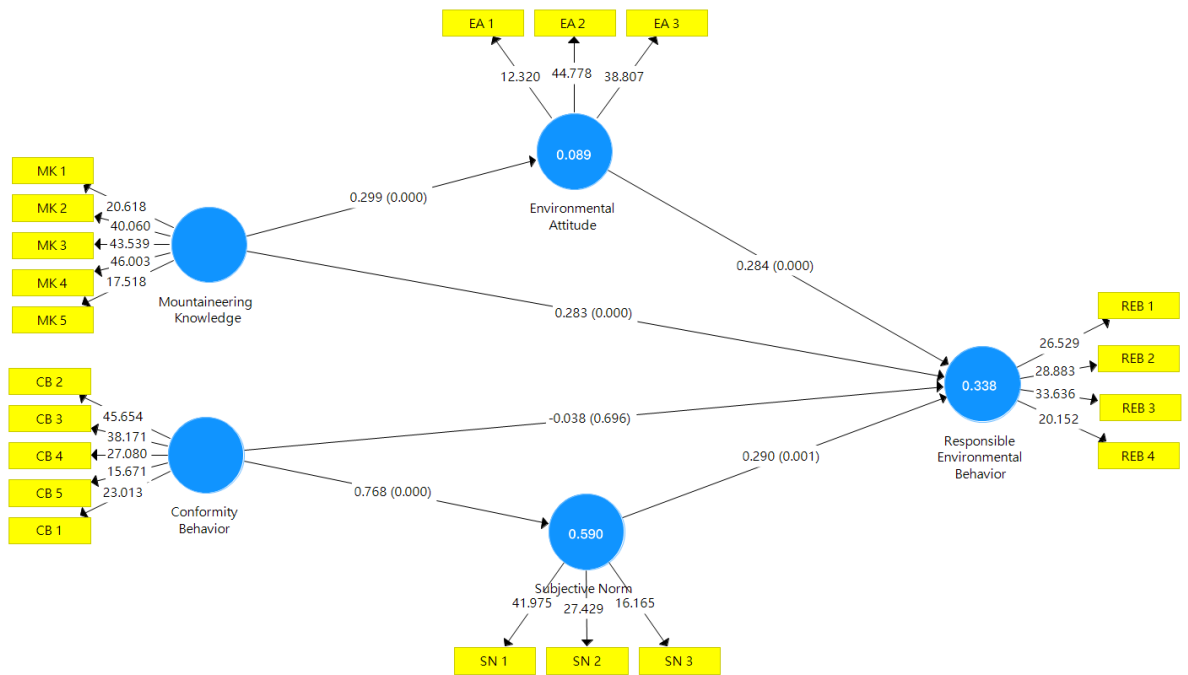 EA 1
EA 2
EA 3
12.320
44.778
38.807
0.089
Environmental
Attitude
MK 1
MK 2
MK 3
MK 4
MK 5
20.618
40.060
43.539
46.003
17.518
Mountaineering
Knowledge
0.299 (0.000)
0.284 (0.000)
0.283 (0.000)
CB 2
CB 3
CB 4
CB 5
CB 1
45.654
38.171
27.080
15.671
23.013
Conformity
Behavior
-0.038 (0.696)
0.768 (0.000)
0.290 (0.001)
0.338
Responsible
Environmental
Behavior
26.529
28.883
33.636
20.152
REB 1
REB 2
REB 3
REB 4
0.590
Subjective Norm
41.975
27.429
16.165
SN 1
SN 2
SN 3